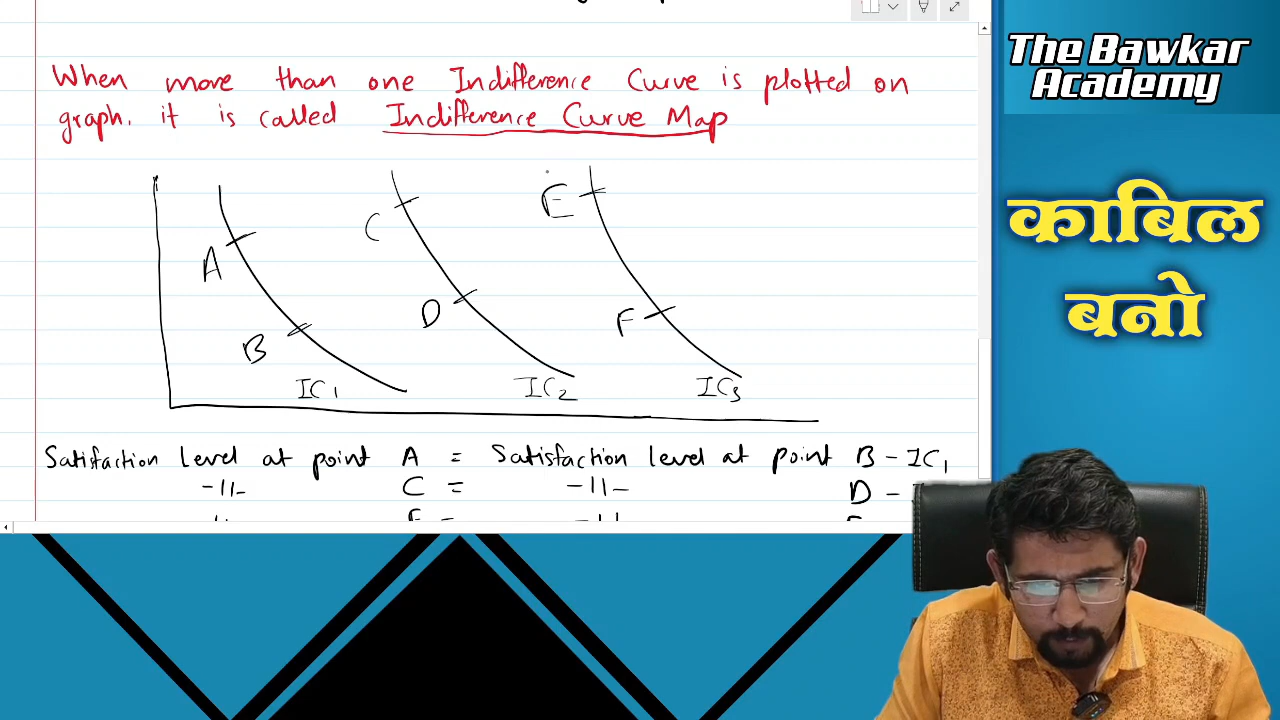 When more than one Indifference Curve is plotted on
graph. it is called Indifference Curve Map
A
B
IC1
C
D
IC2
E
F
IC3
Satisfaction level at point A = Satisfaction level at point B - IC1
-11- C = -11- D -
The Bawkar
Academy
काबिल
बनो